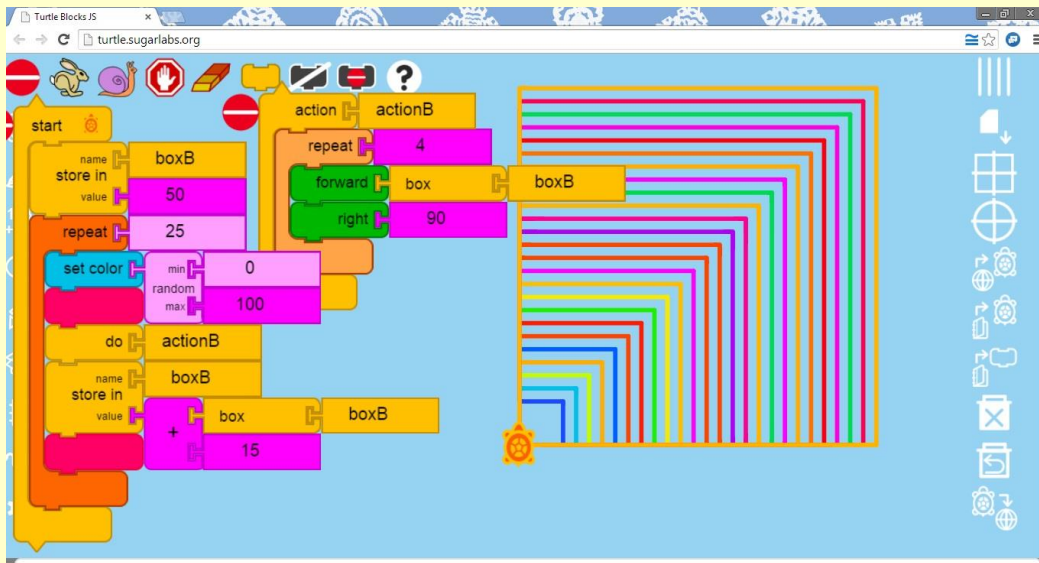 Turtle Blocks JS
turtle.sugarlabs.org
?
start
name boxB
store in
value 50
repeat 25
set color min 0
random
max 100
do actionB
name boxB
store in
value + box boxB
15
action actionB
repeat 4
forward box boxB
right 90